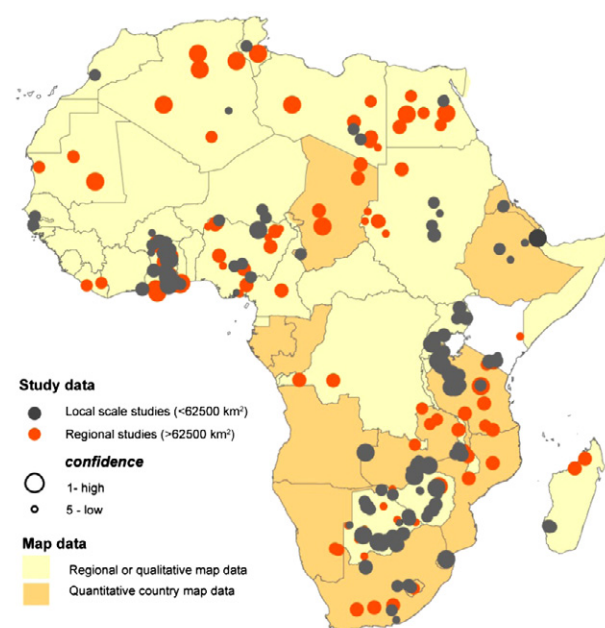 Study data
Local scale studies (<62500 km²)
Regional studies (>62500 km²)
confidence
1- high
5 - low
Map data
Regional or qualitative map data
Quantitative country map data